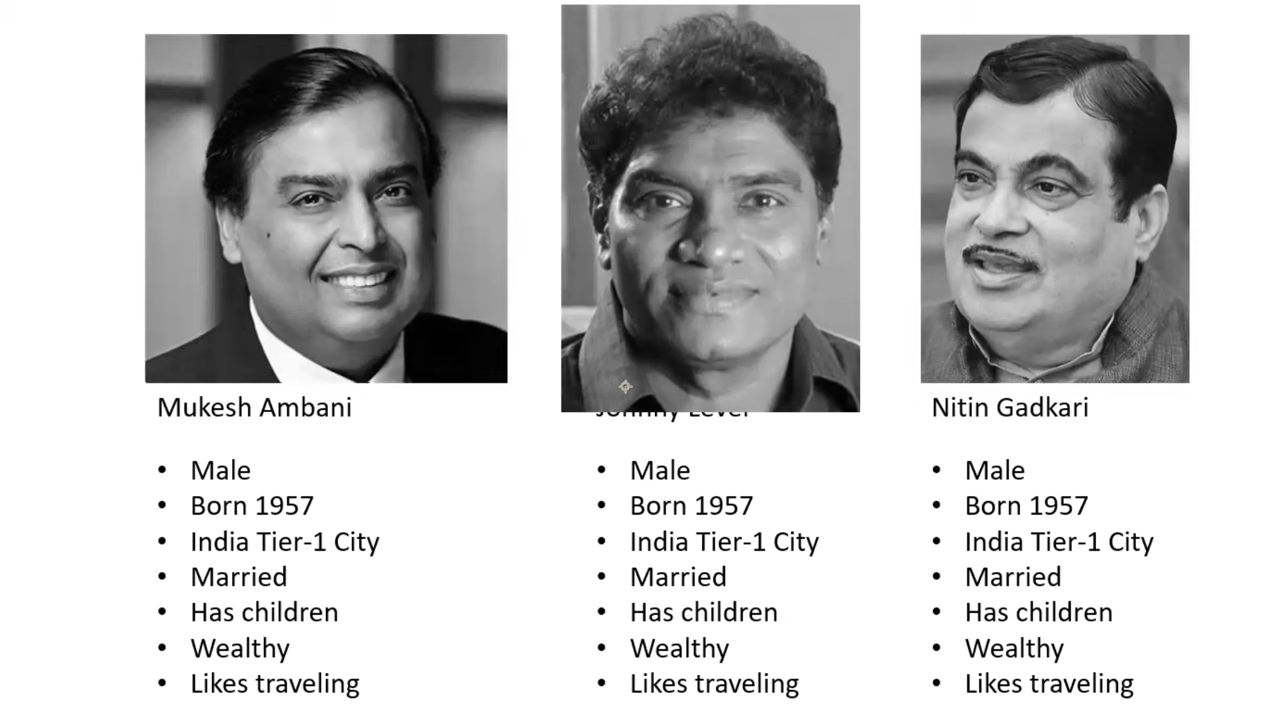 Mukesh Ambani
• Male
• Born 1957
• India Tier-1 City
• Married
• Has children
• Wealthy
• Likes traveling
Johnny Lever
• Male
• Born 1957
• India Tier-1 City
• Married
• Has children
• Wealthy
• Likes traveling
Nitin Gadkari
• Male
• Born 1957
• India Tier-1 City
• Married
• Has children
• Wealthy
• Likes traveling